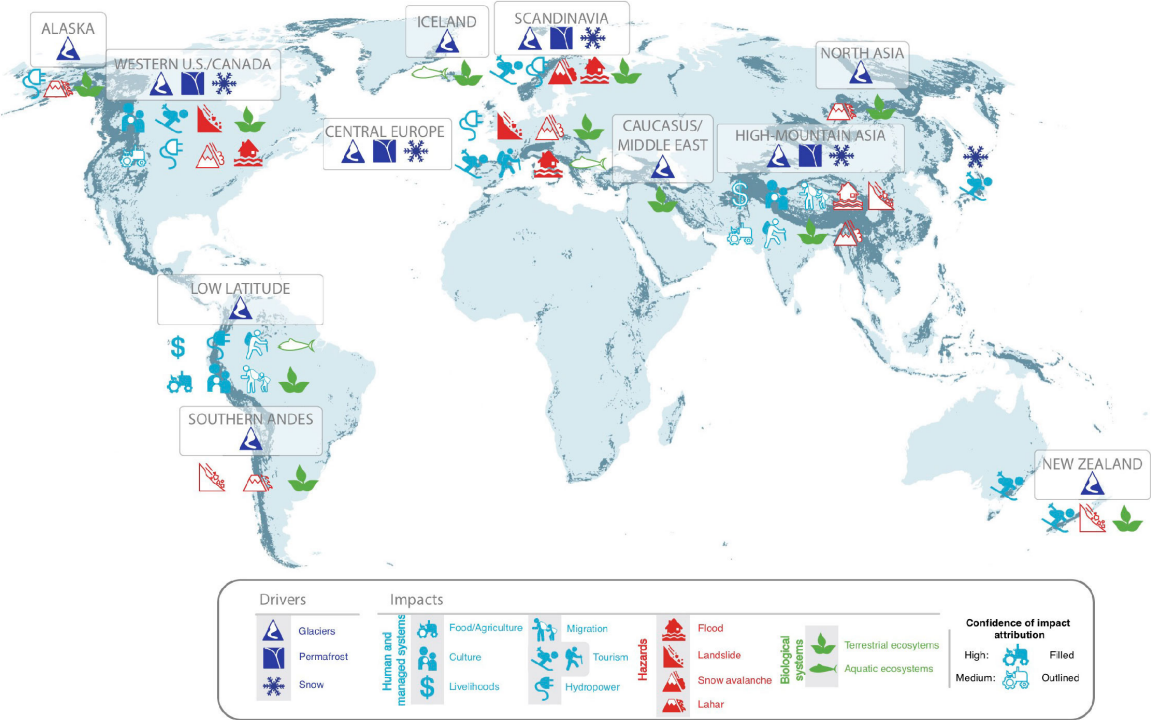 ALASKA
WESTERN U.S./CANADA
ICELAND
SCANDINAVIA
NORTH ASIA
CENTRAL EUROPE
CAUCASUS/
MIDDLE EAST
HIGH-MOUNTAIN ASIA
$
LOW LATITUDE
$
SOUTHERN ANDES
NEW ZEALAND
Drivers
Glaciers
Permafrost
Snow
Impacts
Human and
managed systems
Food/Agriculture
Culture
$ Livelihoods
Migration
Tourism
Hydropower
Hazards
Flood
Landslide
Snow avalanche
Lahar
Biological
systems
Terrestrial ecosytems
Aquatic ecosystems
Confidence of impact
attribution
High: Filled
Medium: Outlined